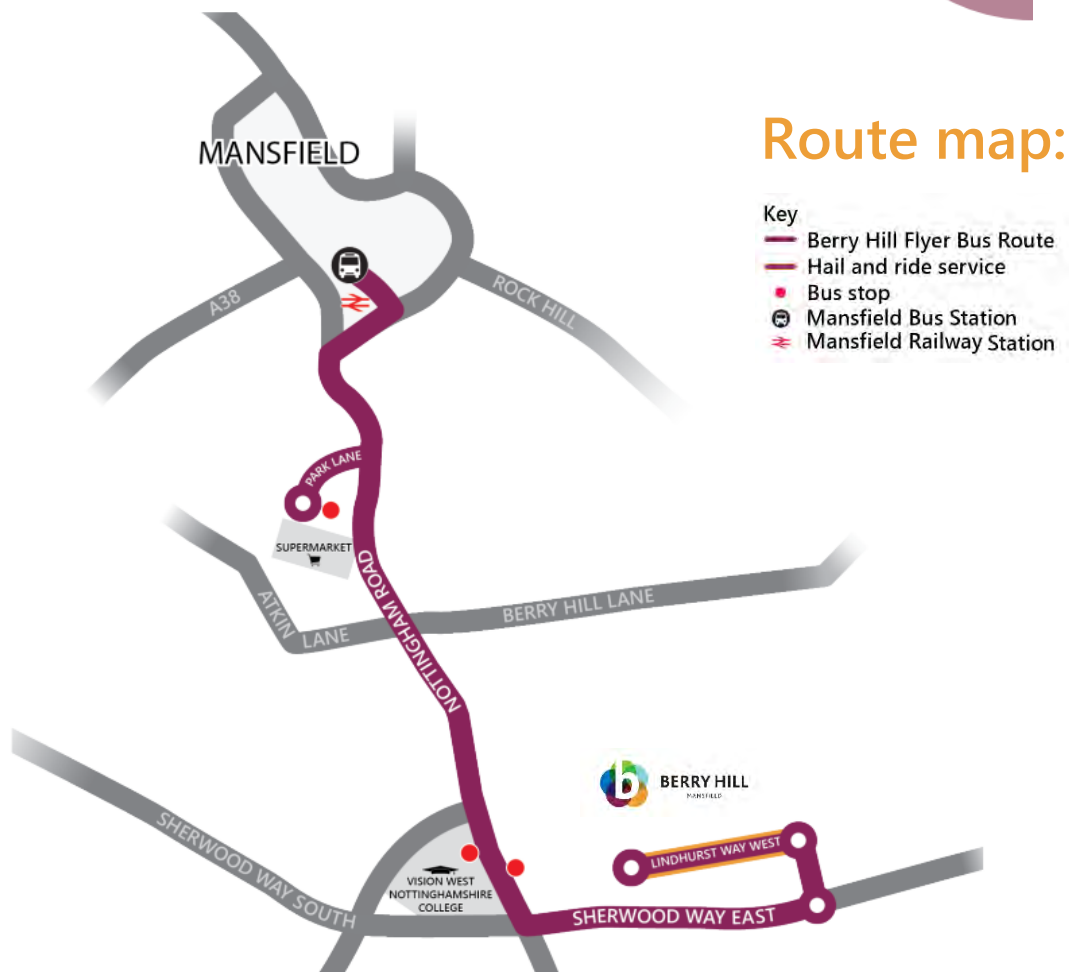 Route map:
MANSFIELD
Key
Berry Hill Flyer Bus Route
Hail and ride service
Bus stop
Mansfield Bus Station
Mansfield Railway Station
A38
ROCK HILL
PARK LANE
SUPERMARKET
NOTTINGHAM ROAD
ATKIN LANE
BERRY HILL LANE
b BERRY HILL
MANSFIELD
SHERWOOD WAY SOUTH
VISION WEST
NOTTINGHAMSHIRE
COLLEGE
LINDHURST WAY WEST
SHERWOOD WAY EAST